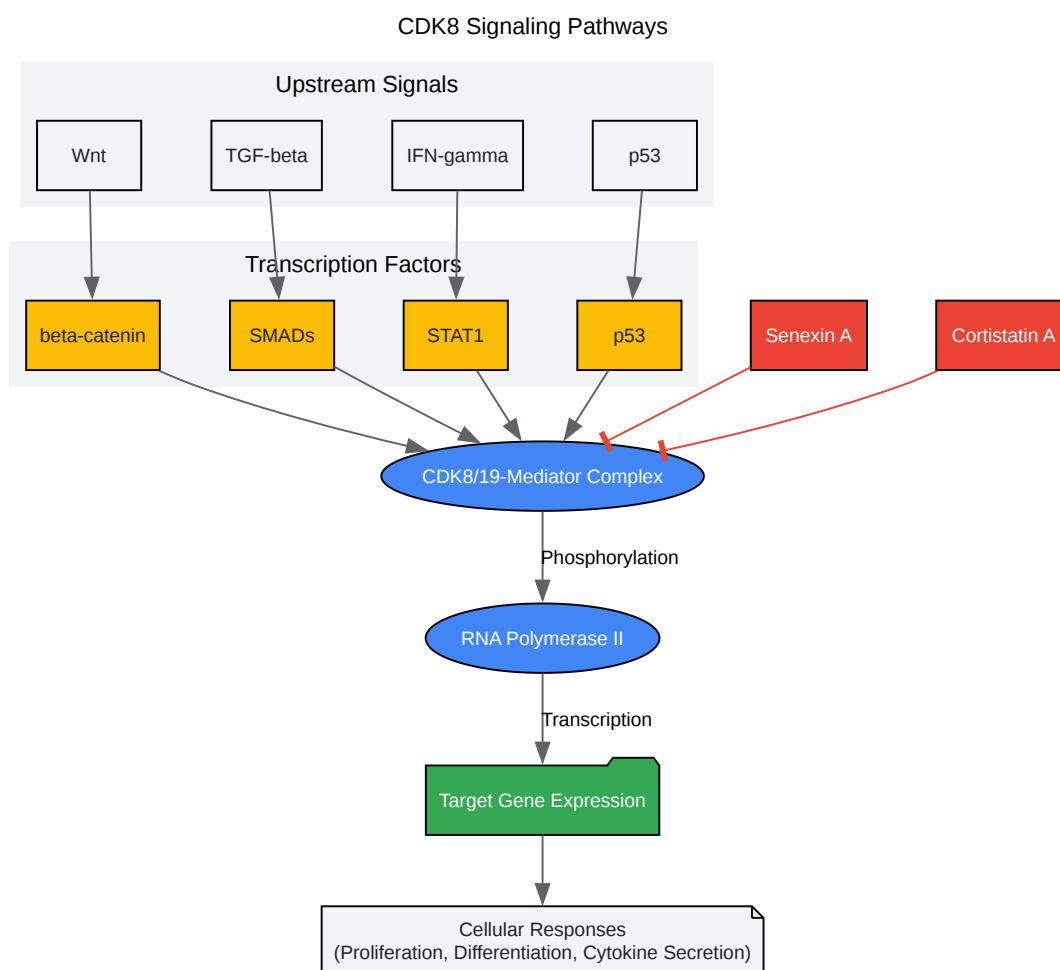 CDK8 Signaling Pathways
Upstream Signals
Wnt
TGF-beta
IFN-gamma
p53
Transcription Factors
beta-catenin
SMADs
STAT1
p53
Senexin A
Cortistatin A
CDK8/19-Mediator Complex
Phosphorylation
RNA Polymerase II
Transcription
Target Gene Expression
Cellular Responses
(Proliferation, Differentiation, Cytokine Secretion)